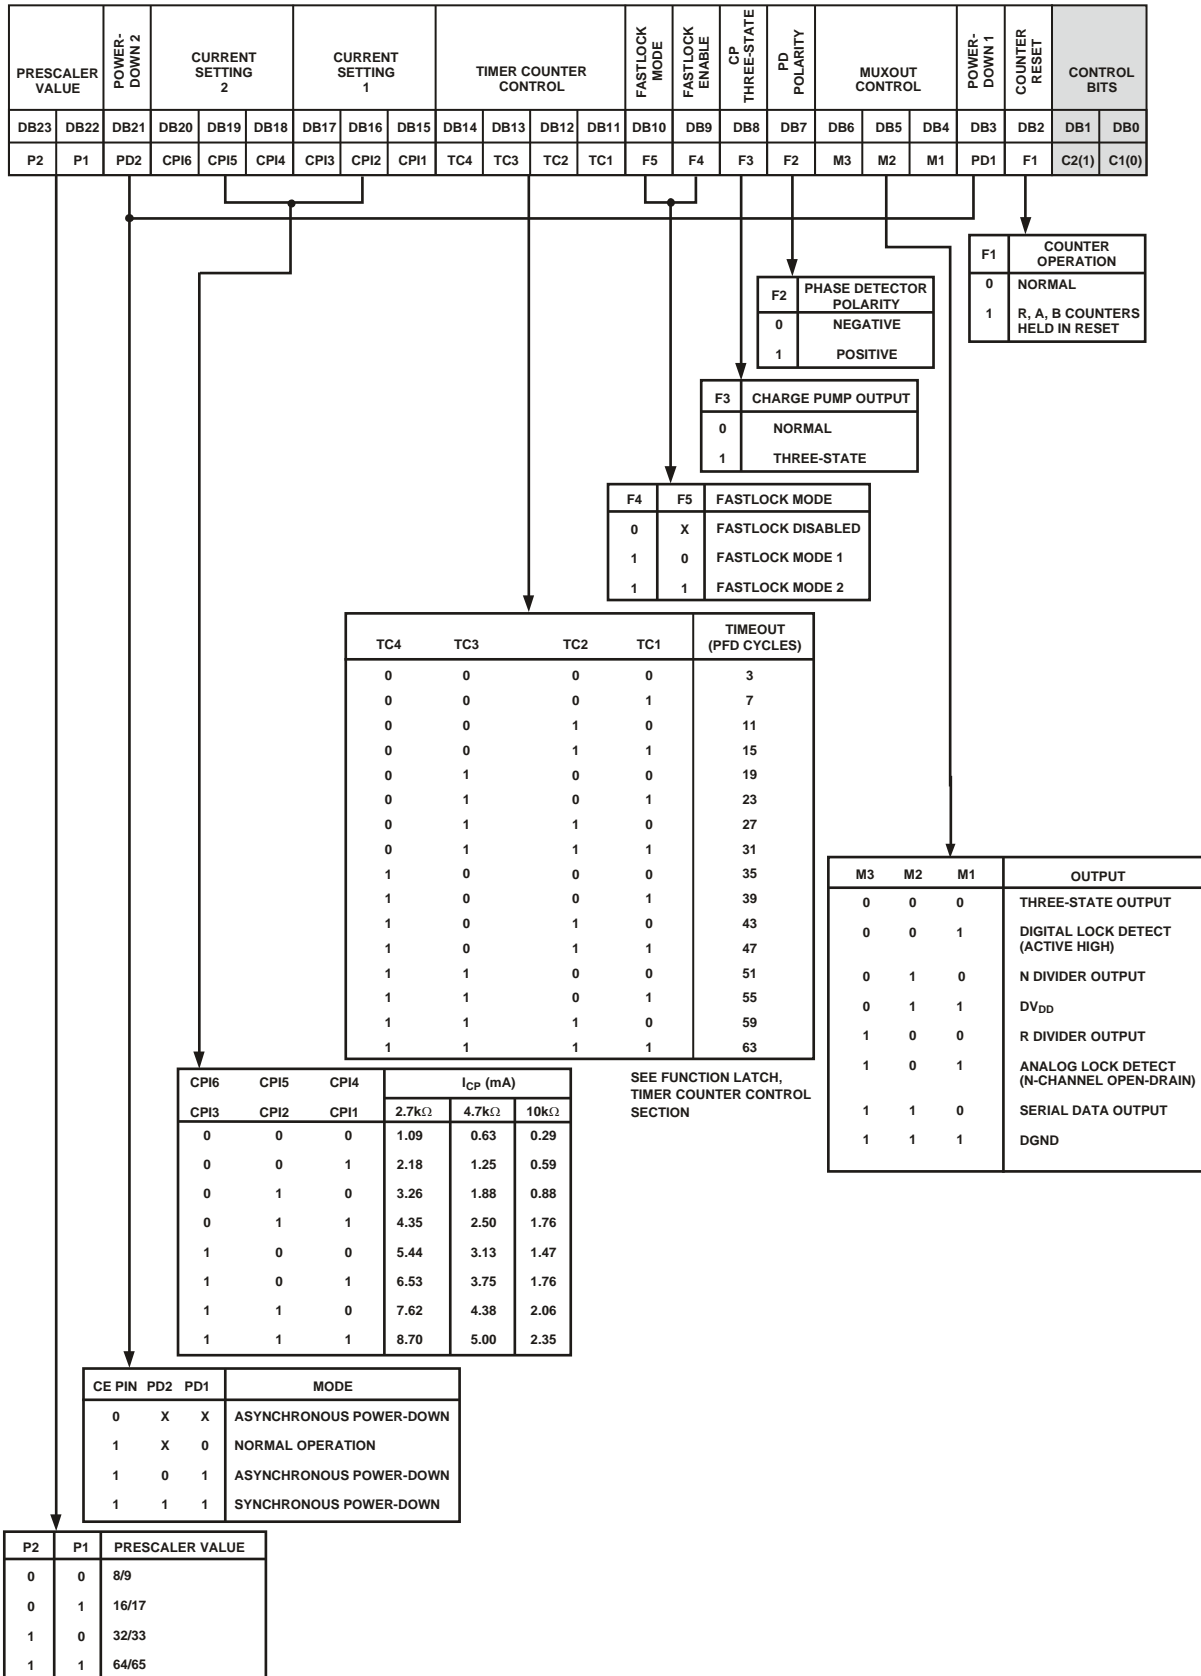 PRESCALER
VALUE
POWER-
DOWN 2
CURRENT
SETTING
2
CURRENT
SETTING
1
TIMER COUNTER
CONTROL
FASTLOCK
MODE
FASTLOCK
ENABLE
CP
THREE-STATE
PD
POLARITY
MUXOUT
CONTROL
POWER-
DOWN 1
COUNTER
RESET
CONTROL
BITS
DB23 DB22 DB21 DB20 DB19 DB18 DB17 DB16 DB15 DB14 DB13 DB12 DB11 DB10 DB9 DB8 DB7 DB6 DB5 DB4 DB3 DB2 DB1 DB0
P2 P1 PD2 CPI6 CPI5 CPI4 CPI3 CPI2 CPI1 TC4 TC3 TC2 TC1 F5 F4 F3 F2 M3 M2 M1 PD1 F1 C2(1) C1(0)
F1 COUNTER
OPERATION
0 NORMAL
1 R, A, B COUNTERS
HELD IN RESET
F2 PHASE DETECTOR
POLARITY
0 NEGATIVE
1 POSITIVE
F3 CHARGE PUMP OUTPUT
0 NORMAL
1 THREE-STATE
F4 F5 FASTLOCK MODE
0 X FASTLOCK DISABLED
1 0 FASTLOCK MODE 1
1 1 FASTLOCK MODE 2
TC4 TC3 TC2 TC1 TIMEOUT
(PFD CYCLES)
0 0 0 0 3
0 0 0 1 7
0 0 1 0 11
0 0 1 1 15
0 1 0 0 19
0 1 0 1 23
0 1 1 0 27
0 1 1 1 31
1 0 0 0 35
1 0 0 1 39
1 0 1 0 43
1 0 1 1 47
1 1 0 0 51
1 1 0 1 55
1 1 1 0 59
1 1 1 1 63
SEE FUNCTION LATCH,
TIMER COUNTER CONTROL
SECTION
M3 M2 M1 OUTPUT
0 0 0 THREE-STATE OUTPUT
0 0 1 DIGITAL LOCK DETECT
(ACTIVE HIGH)
0 1 0 N DIVIDER OUTPUT
0 1 1 DVDD
1 0 0 R DIVIDER OUTPUT
1 0 1 ANALOG LOCK DETECT
(N-CHANNEL OPEN-DRAIN)
1 1 0 SERIAL DATA OUTPUT
1 1 1 DGND
CPI6 CPI5 CPI4 ICP (mA)
CPI3 CPI2 CPI1 2.7kΩ 4.7kΩ 10kΩ
0 0 0 1.09 0.63 0.29
0 0 1 2.18 1.25 0.59
0 1 0 3.26 1.88 0.88
0 1 1 4.35 2.50 1.76
1 0 0 5.44 3.13 1.47
1 0 1 6.53 3.75 1.76
1 1 0 7.62 4.38 2.06
1 1 1 8.70 5.00 2.35
CE PIN PD2 PD1 MODE
0 X X ASYNCHRONOUS POWER-DOWN
1 X 0 NORMAL OPERATION
1 0 1 ASYNCHRONOUS POWER-DOWN
1 1 1 SYNCHRONOUS POWER-DOWN
P2 P1 PRESCALER VALUE
0 0 8/9
0 1 16/17
1 0 32/33
1 1 64/65